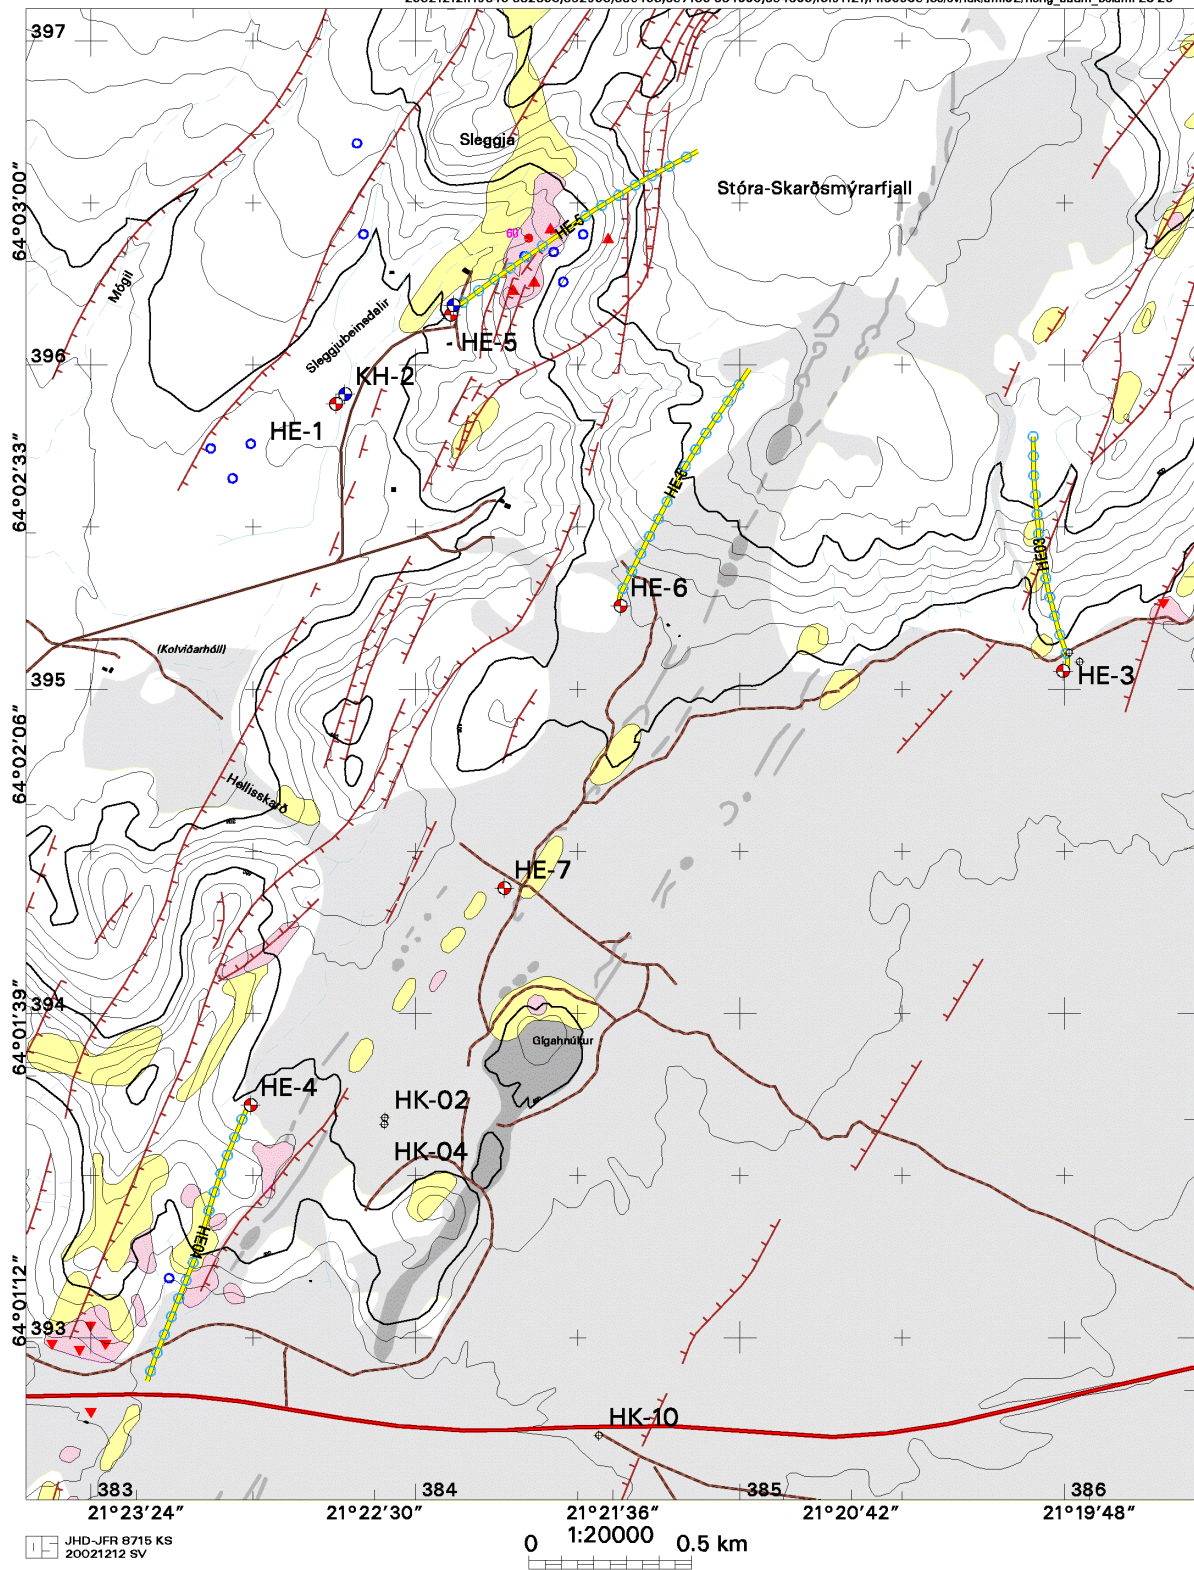 397
Sleggja
Stóra-Skarðsmýrarfjall
64°03'00"
HE-5
60
Mógil
Sleggjubeinsdalir
HE-5
396
KH-2
HE-1
64°02'33"
HE-6
HE03
HE-6
(Kolviðarhóll)
395
HE-3
64°02'06"
Hellisskarð
HE-7
394
64°01'39"
Gígahnúkur
HE-4
HK-02
HK-04
HE04
64°01'12"
393
HK-10
383
384
385
386
21°23'24"
21°22'30"
21°21'36"
21°20'42"
21°19'48"
1:20000
0
0.5 km
JHD-JFR 8715 KS
20021212 SV